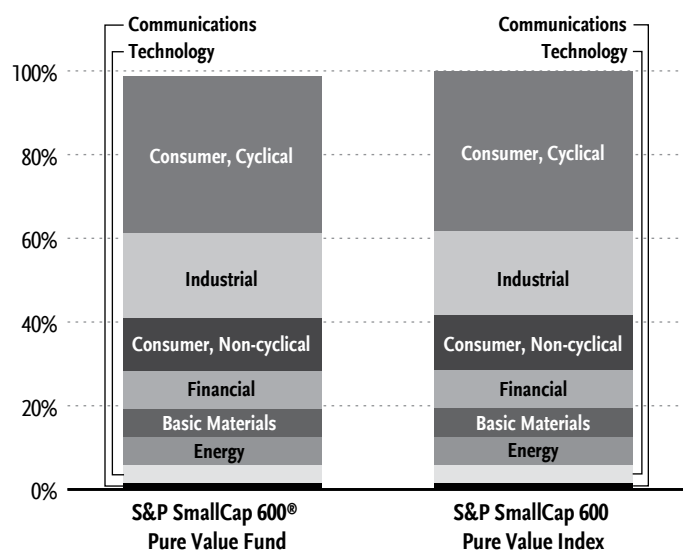 Communications
Communications
Technology
Technology
100%
Consumer, Cyclical
Consumer, Cyclical
80%
60%
Industrial
Industrial
40%
Consumer, Non-cyclical
Consumer, Non-cyclical
Financial
Financial
20%
Basic Materials
Basic Materials
Energy
Energy
0%
S&P SmallCap 600®
Pure Value Fund
S&P SmallCap 600
Pure Value Index